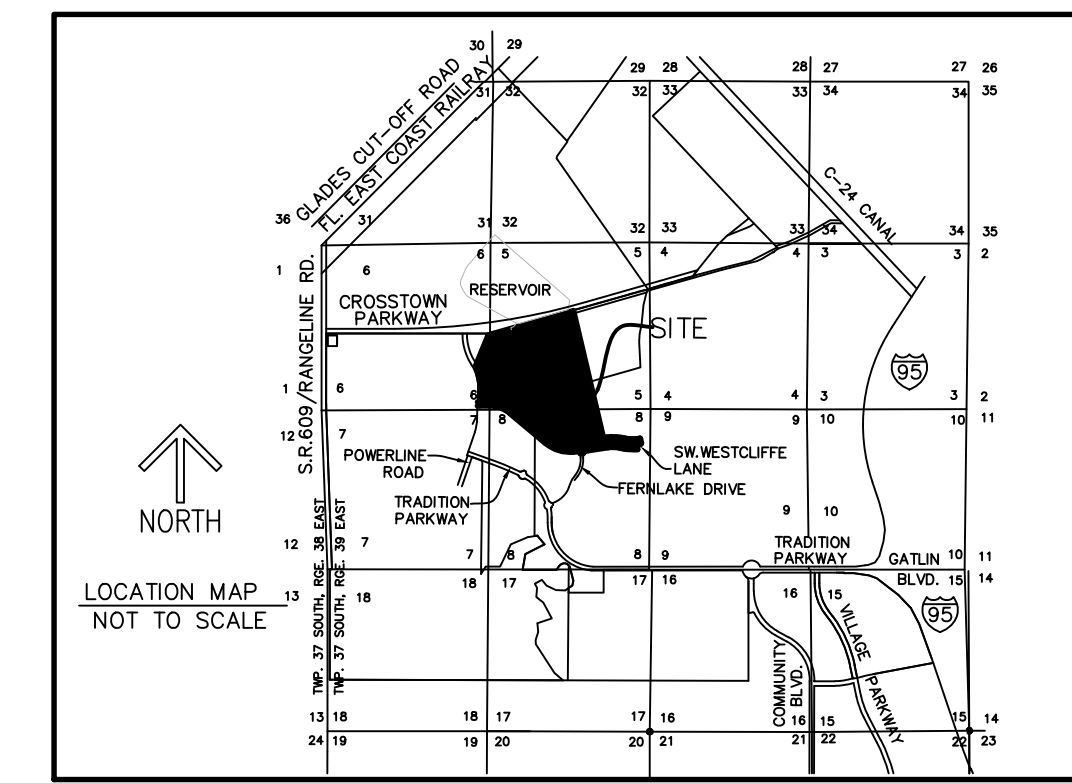 30 29
29 28
28 27
27 26
GLADES CUT-OFF ROAD
FL. EAST COAST RAILRAY
31 32
32 33
33 34
34 35
C-24 CANAL
36
31
31 32
32 33
33 34
34 35
1
6
6 5
5 4
4 3
3 2
RESERVOIR
CROSSTOWN
PARKWAY
SITE
S.R.609/RANGELINE RD.
95
1
6
6
5 4
4 3
3 2
12
7
7 8
8 9
9 10
10 11
POWERLINE
ROAD
SW.WESTCLIFFE
LANE
FERNLAKE DRIVE
TRADITION
PARKWAY
NORTH
9 10
TRADITION
PARKWAY
GATLIN
BLVD.
12
7
7 8
8 9
10 11
LOCATION MAP
NOT TO SCALE
13
18
18 17
17 16
16 15
15 14
95
TWP. 37 SOUTH, RGE. 38 EAST
TWP. 37 SOUTH, RGE. 39 EAST
COMMUNITY
BLVD.
VILLAGE
PARKWAY
13 18
18 17
17 16
16 15
15 14
24 19
19 20
20 21
21 22
22 23